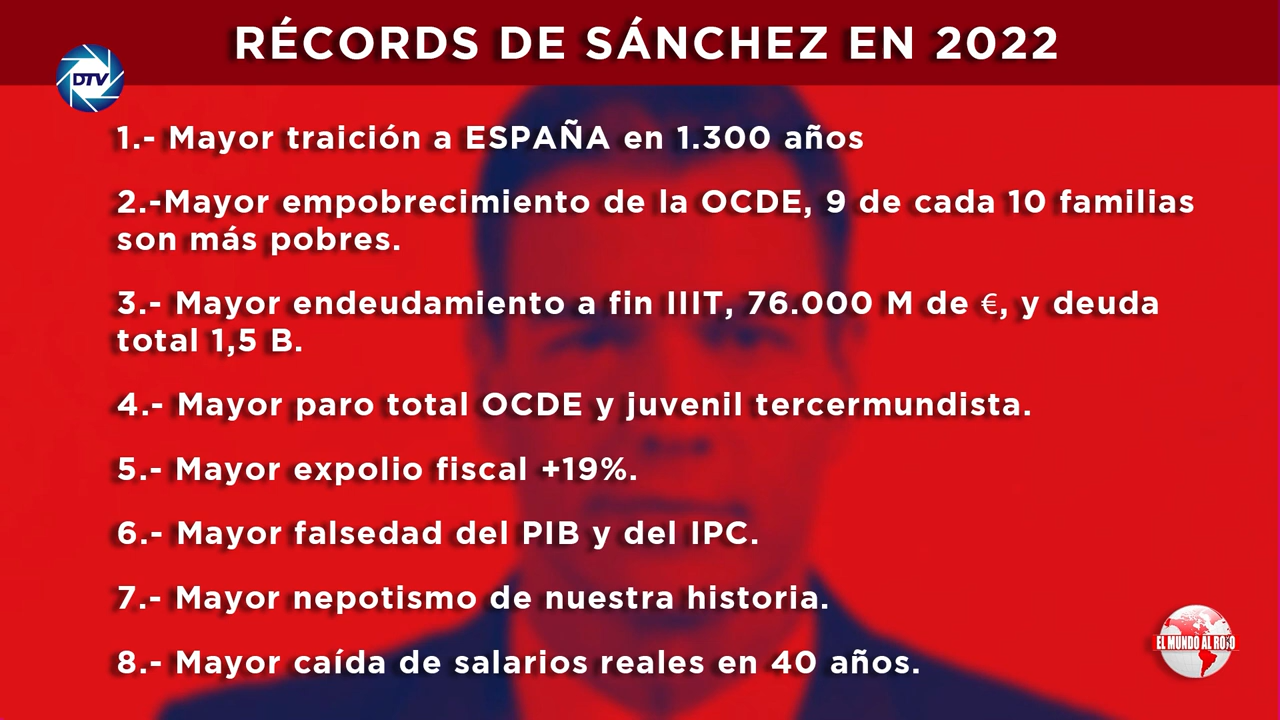 RÉCORDS DE SÁNCHEZ EN 2022
DTV
1.- Mayor traición a ESPAÑA en 1.300 años
2.-Mayor empobrecimiento de la OCDE, 9 de cada 10 familias
son más pobres.
3.- Mayor endeudamiento a fin IIIT, 76.000 M de €, y deuda
total 1,5 B.
4.- Mayor paro total OCDE y juvenil tercermundista.
5.- Mayor expolio fiscal +19%.
6.- Mayor falsedad del PIB y del IPC.
7.- Mayor nepotismo de nuestra historia.
8.- Mayor caída de salarios reales en 40 años.
EL MUNDO AL ROJO